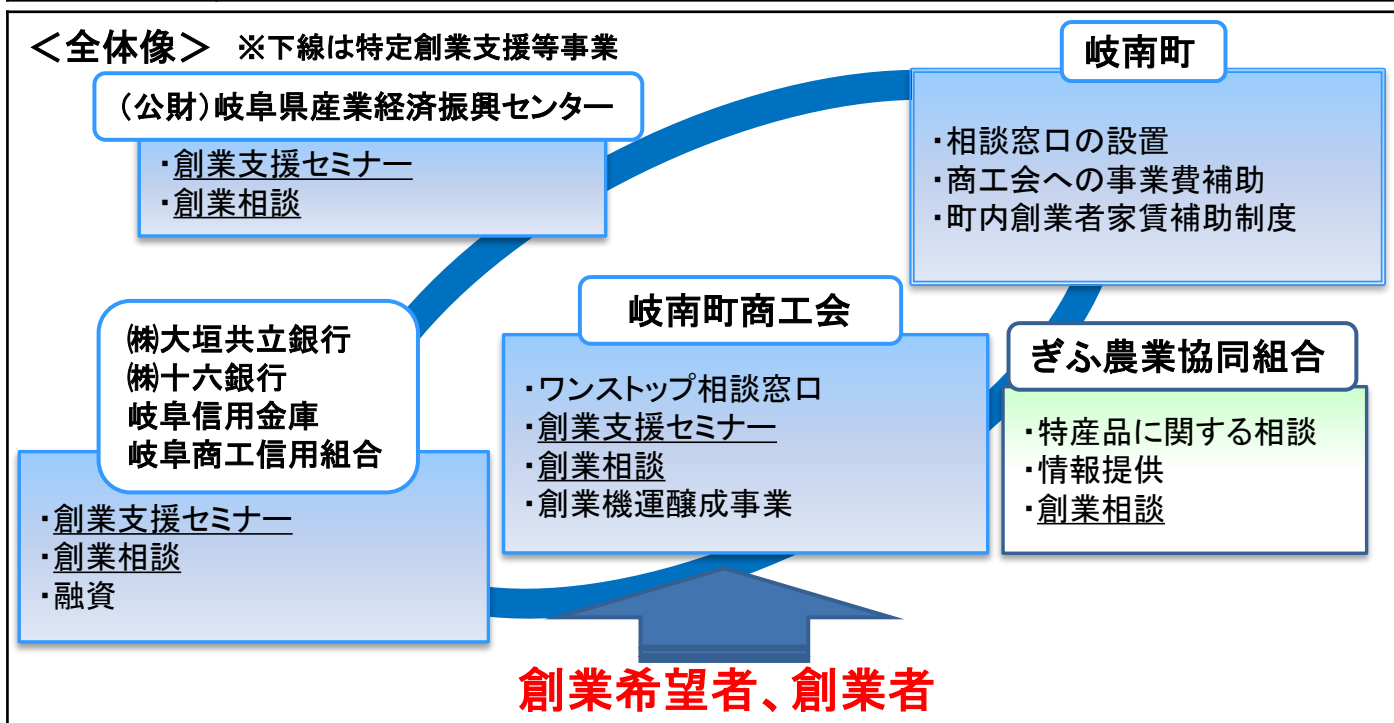 ＜全体像＞ ※下線は特定創業支援等事業
（公財）岐阜県産業経済振興センター
・創業支援セミナー
・創業相談
岐南町
・相談窓口の設置
・商工会への事業費補助
・町内創業者家賃補助制度
㈱大垣共立銀行
㈱十六銀行
岐阜信用金庫
岐阜商工信用組合
・創業支援セミナー
・創業相談
・融資
岐南町商工会
・ワンストップ相談窓口
・創業支援セミナー
・創業相談
・創業機運醸成事業
ぎふ農業協同組合
・特産品に関する相談
・情報提供
・創業相談
創業希望者、創業者